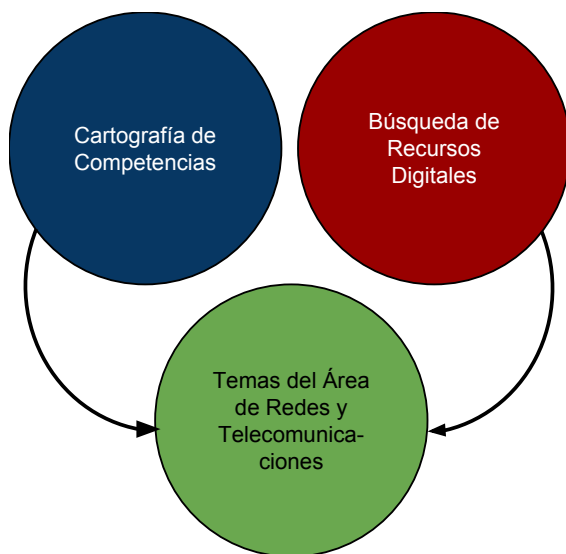 Cartografía de
Competencias
Búsqueda de
Recursos
Digitales
Temas del Área
de Redes y
Telecomunica-
ciones